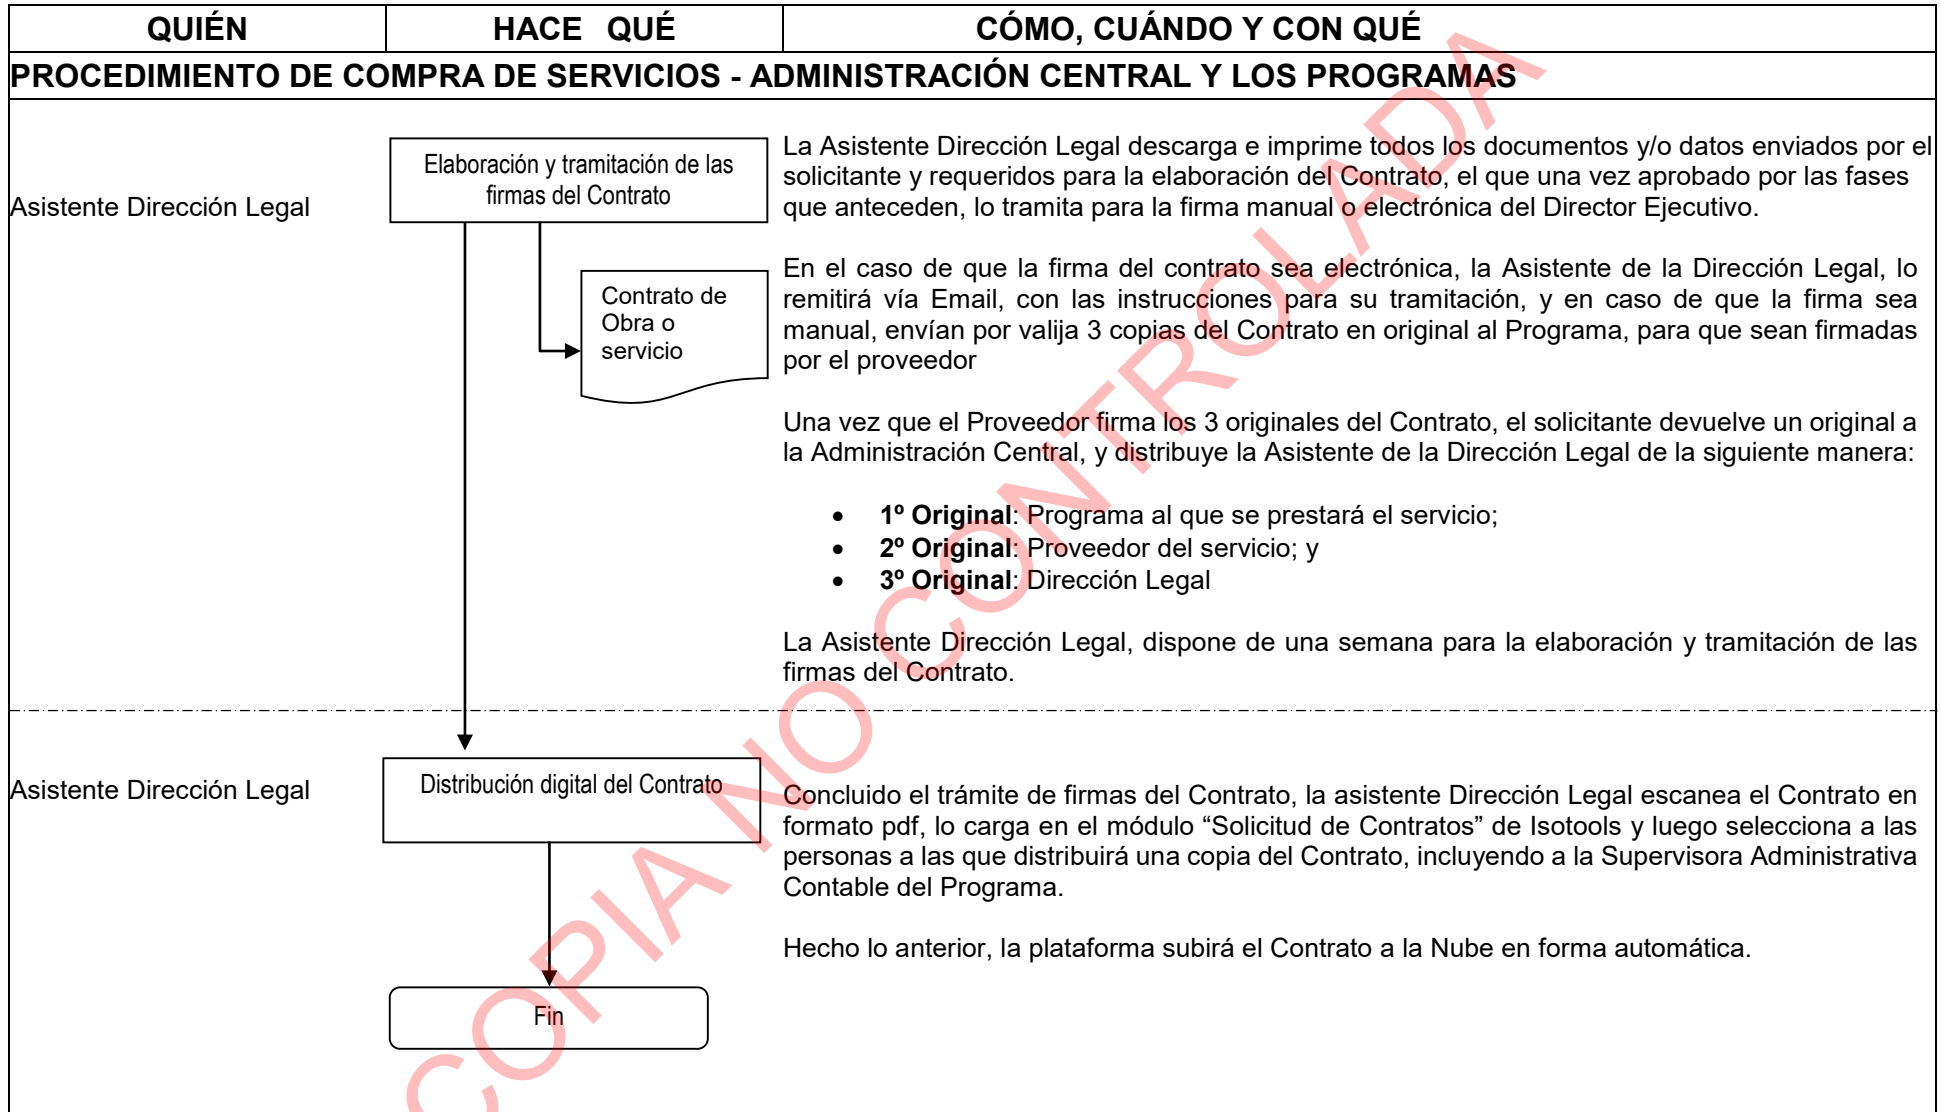 QUIÉN HACE QUÉ CÓMO, CUÁNDO Y CON QUÉ
PROCEDIMIENTO DE COMPRA DE SERVICIOS - ADMINISTRACIÓN CENTRAL Y LOS PROGRAMAS
Asistente Dirección Legal
Elaboración y tramitación de las
firmas del Contrato
Contrato de
Obra o
servicio
La Asistente Dirección Legal descarga e imprime todos los documentos y/o datos enviados por el
solicitante y requeridos para la elaboración del Contrato, el que una vez aprobado por las fases
que anteceden, lo tramita para la firma manual o electrónica del Director Ejecutivo.
En el caso de que la firma del contrato sea electrónica, la Asistente de la Dirección Legal, lo
remitirá vía Email, con las instrucciones para su tramitación, y en caso de que la firma sea
manual, envían por valija 3 copias del Contrato en original al Programa, para que sean firmadas
por el proveedor
Una vez que el Proveedor firma los 3 originales del Contrato, el solicitante devuelve un original a
la Administración Central, y distribuye la Asistente de la Dirección Legal de la siguiente manera:
• 1º Original: Programa al que se prestará el servicio;
• 2º Original: Proveedor del servicio; y
• 3º Original: Dirección Legal
La Asistente Dirección Legal, dispone de una semana para la elaboración y tramitación de las
firmas del Contrato.
Asistente Dirección Legal
Distribución digital del Contrato
Fin
Concluido el trámite de firmas del Contrato, la asistente Dirección Legal escanea el Contrato en
formato pdf, lo carga en el módulo “Solicitud de Contratos” de Isotools y luego selecciona a las
personas a las que distribuirá una copia del Contrato, incluyendo a la Supervisora Administrativa
Contable del Programa.
Hecho lo anterior, la plataforma subirá el Contrato a la Nube en forma automática.
COPIA NO CONTROLADA